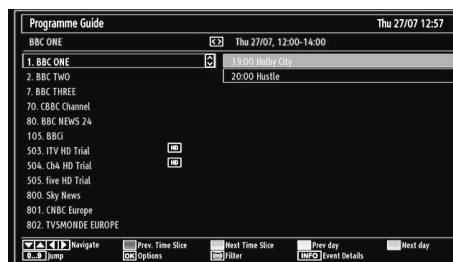 Programme Guide Thu 27/07 12:57
BBC ONE <> Thu 27/07, 12:00-14:00
1. BBC ONE 19:00 Holby City
2. BBC TWO 20:00 Hustle
7. BBC THREE
70. CBBC Channel
80. BBC NEWS 24
105. BBCi
503. ITV HD Trial HD
504. Ch4 HD Trial HD
505. five HD Trial
800. Sky News
801. CNBC Europe
802. TV5MONDE EUROPE
Navigate Prev. Time Slice Next Time Slice Prev day Next day
0...9 Jump OK Options Filter INFO Event Details